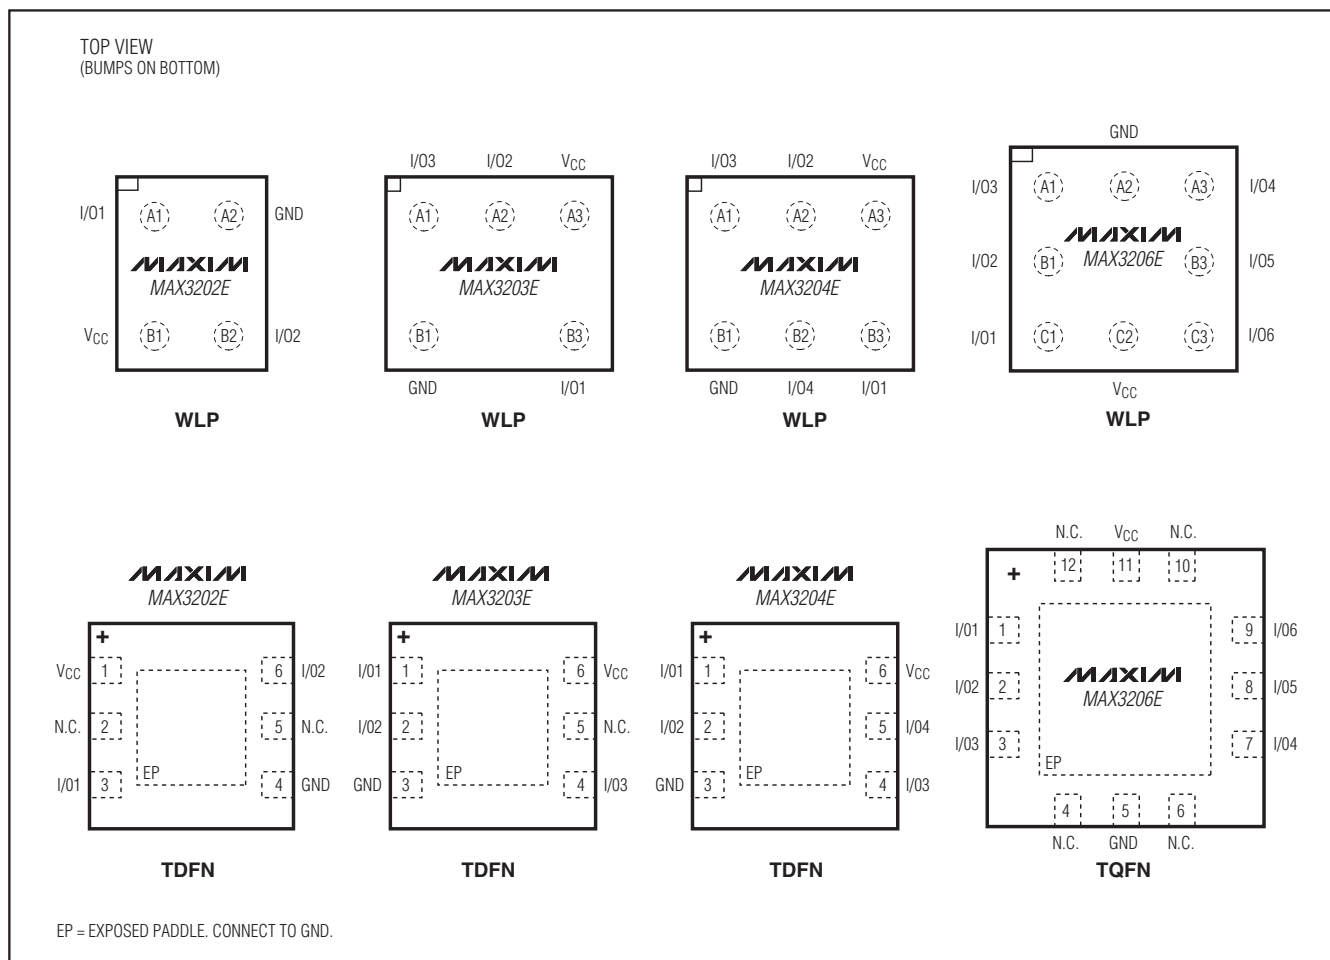 TOP VIEW
(BUMPS ON BOTTOM)
I/O1 A1 A2 GND
MAXIM
MAX3202E
VCC B1 B2 I/O2
WLP
I/O3 I/O2 VCC
A1 A2 A3
MAXIM
MAX3203E
B1 B3
GND I/O1
WLP
I/O3 I/O2 VCC
A1 A2 A3
MAXIM
MAX3204E
B1 B2 B3
GND I/O4 I/O1
WLP
GND
I/O3 A1 A2 A3 I/O4
MAXIM
MAX3206E
I/O2 B1 B3 I/O5
I/O1 C1 C2 C3 I/O6
VCC
WLP
MAXIM
MAX3202E
+
VCC 1 6 I/O2
N.C. 2 5 N.C.
EP
I/O1 3 4 GND
TDFN
MAXIM
MAX3203E
+
I/O1 1 6 VCC
I/O2 2 5 N.C.
EP
GND 3 4 I/O3
TDFN
MAXIM
MAX3204E
+
I/O1 1 6 VCC
I/O2 2 5 I/O4
EP
GND 3 4 I/O3
TDFN
N.C. VCC N.C.
+ 12 11 10
I/O1 1 9 I/O6
MAXIM
I/O2 2 8 I/O5
MAX3206E
I/O3 3 7 I/O4
EP
4 5 6
N.C. GND N.C.
TQFN
EP = EXPOSED PADDLE. CONNECT TO GND.